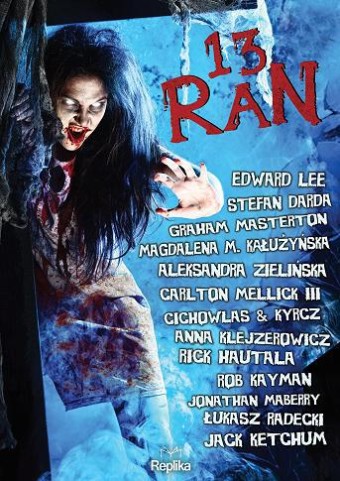 13
RAN
EDWARD LEE
STEFAN DARDA
GRAHAM MASTERTON
MAGDALENA M. KAŁUŻYŃSKA
ALEKSANDRA ZIELIŃSKA
CARLTON MELLICK III
CICHOWLAS & KYRCZ
ANNA KLEJZEROWICZ
RICK HAUTALA
ROB KAYMAN
JONATHAN MABERRY
ŁUKASZ RADECKI
JACK KETCHUM
Replika